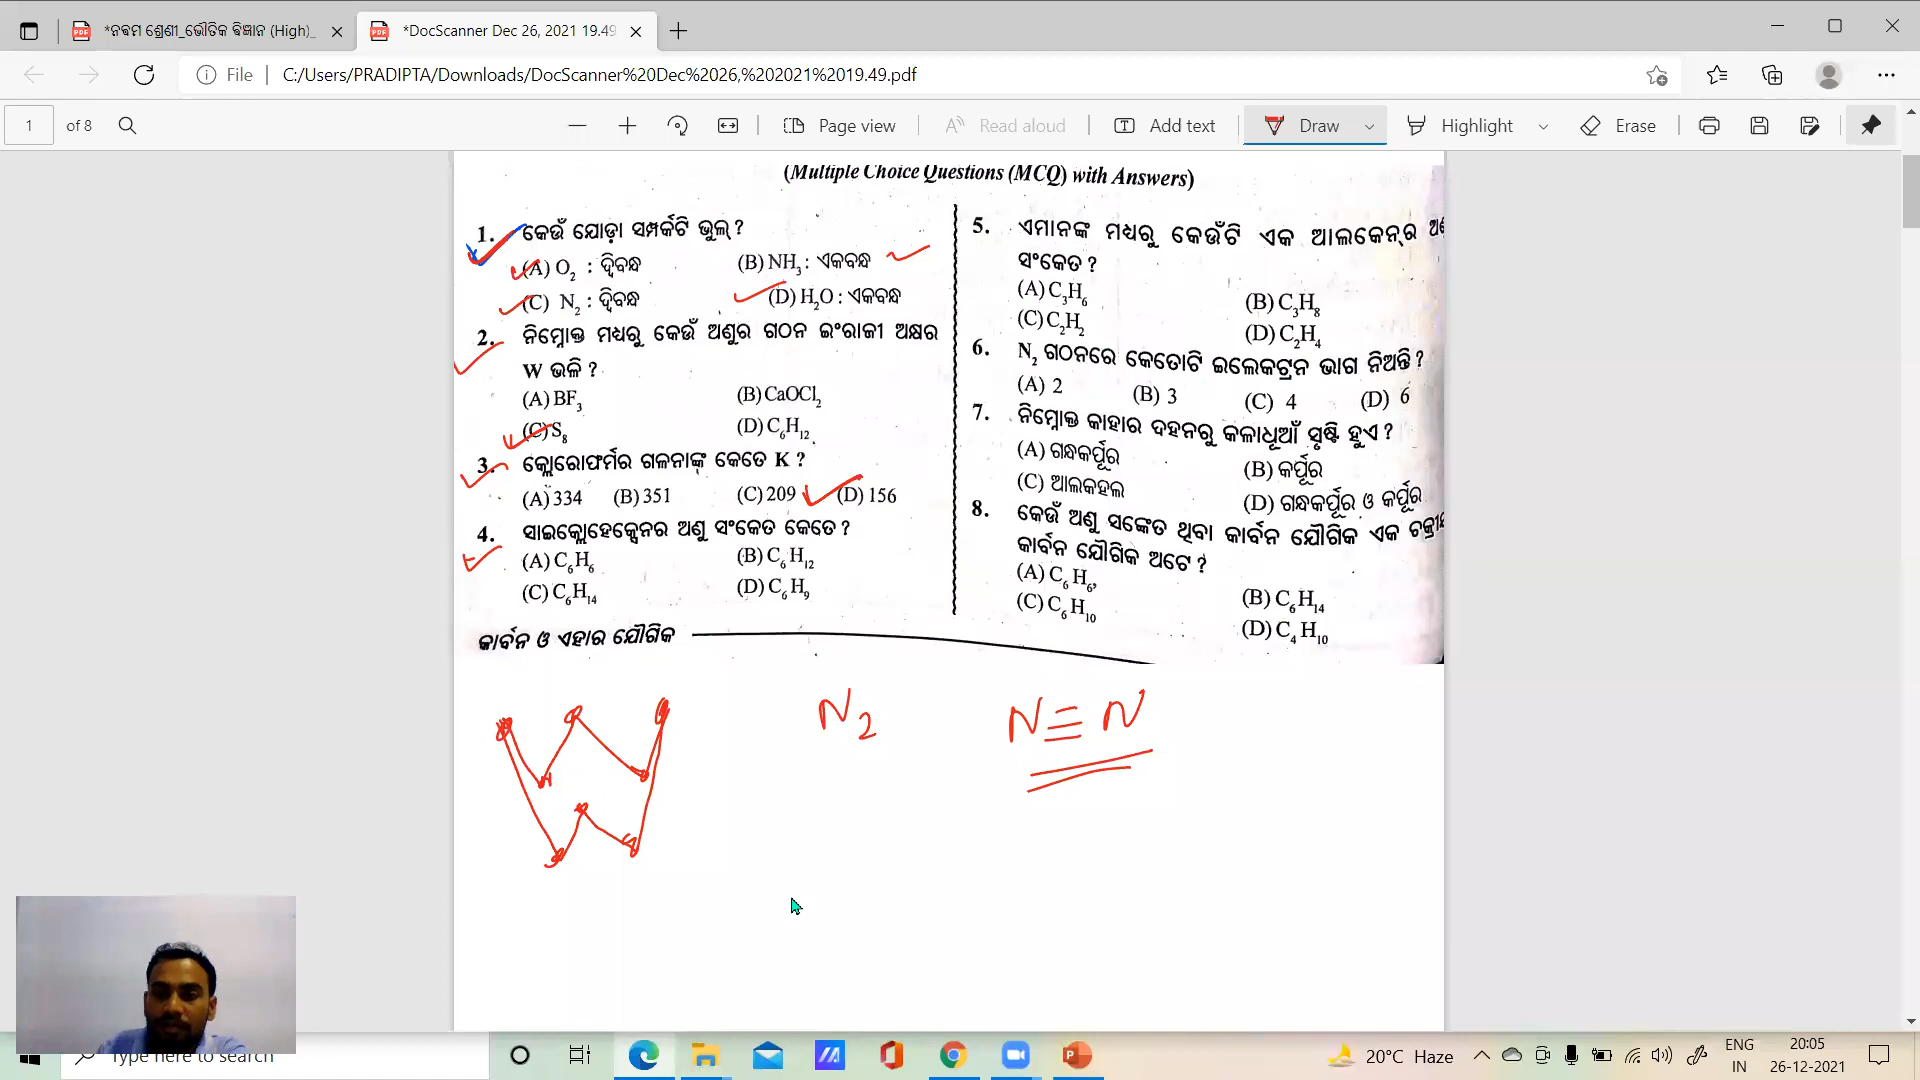 *ନବମ ଶ୍ରେଣୀ_ଭୌତିକ ବିଜ୍ଞାନ (High)_
*DocScanner Dec 26, 2021 19.49
File
C:/Users/PRADIPTA/Downloads/DocScanner%20Dec%2026,%202021%2019.49.pdf
1 of 8
Page view
Read aloud
Add text
Draw
Highlight
Erase
(Multiple Choice Questions (MCQ) with Answers)
1. କେଉଁ ଯୋଡ଼ା ସମ୍ପର୍କଟି ଭୁଲ୍ ?
(A) O₂ : ଦ୍ୱିବନ୍ଧ (B) NH₃ : ଏକବନ୍ଧ
(C) N₂ : ଦ୍ୱିବନ୍ଧ (D) H₂O : ଏକବନ୍ଧ
2. ନିମ୍ନୋକ୍ତ ମଧ୍ୟରୁ କେଉଁ ଅଣୁର ଗଠନ ଇଂରାଜୀ ଅକ୍ଷର
W ଭଳି ?
(A) BF₃ (B) CaOCl₂
(C) S₈ (D) C₆H₁₂
3. କ୍ଲୋରୋଫର୍ମର ଗଳନାଙ୍କ କେତେ K ?
(A) 334 (B) 351 (C) 209 (D) 156
4. ସାଇକ୍ଲୋହେକ୍ସେନର ଅଣୁ ସଂକେତ କେତେ ?
(A) C₆H₆ (B) C₆H₁₂
(C) C₆H₁₄ (D) C₆H₉
କାର୍ବନ ଓ ଏହାର ଯୌଗିକ
5. ଏମାନଙ୍କ ମଧ୍ୟରୁ କେଉଁଟି ଏକ ଆଲକେନ୍‌ର
ସଂକେତ ?
(A) C₃H₆ (B) C₃H₈
(C) C₂H₂ (D) C₂H₄
6. N₂ ଗଠନରେ କେତୋଟି ଇଲେକଟ୍ରନ ଭାଗ ନିଅନ୍ତି ?
(A) 2 (B) 3 (C) 4 (D) 6
7. ନିମ୍ନୋକ୍ତ କାହାର ଦହନରୁ କଳାଧୂଆଁ ସୃଷ୍ଟି ହୁଏ ?
(A) ଗନ୍ଧକର୍ପୂର (B) କର୍ପୂର
(C) ଆଲକହଲ (D) ଗନ୍ଧକର୍ପୂର ଓ କର୍ପୂର
8. କେଉଁ ଅଣୁ ସଙ୍କେତ ଥିବା କାର୍ବନ ଯୌଗିକ ଏକ
କାର୍ବନ ଯୌଗିକ ଅଟେ ?
(A) C₆H₆, (B) C₆H₁₄
(C) C₆H₁₀ (D) C₄H₁₀
N₂ N≡N
Type here to search
20°C Haze
ENG
IN
20:05
26-12-2021